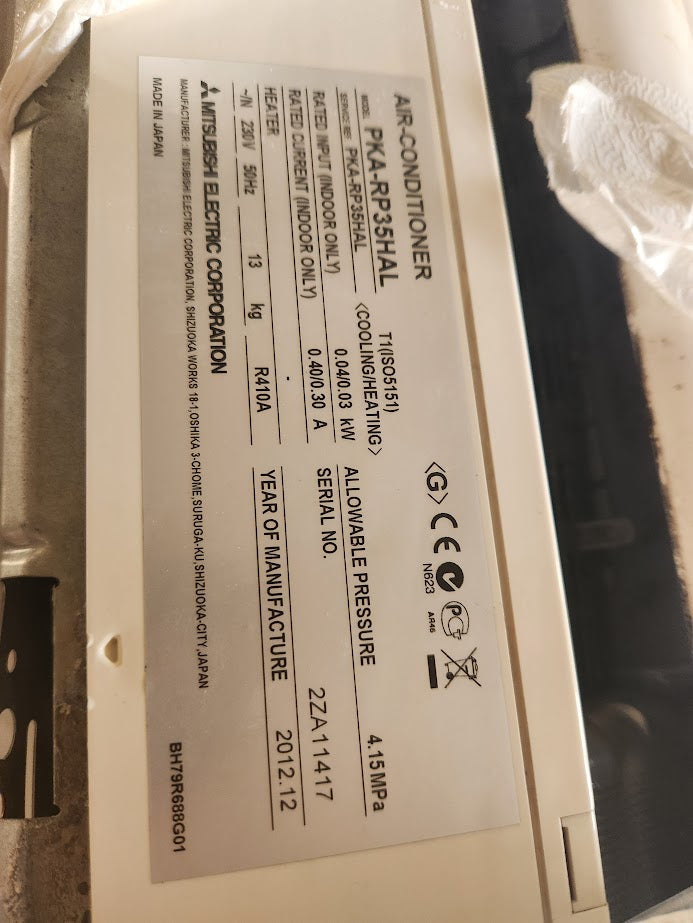 AIR-CONDITIONER
<G> CE N623 PG AR46
MODEL PKA-RP35HAL
T1(ISO5151)
SERVICE REF. PKA-RP35HAL <COOLING/HEATING>
ALLOWABLE PRESSURE 4.15MPa
RATED INPUT (INDOOR ONLY) 0.04/0.03 kW
SERIAL NO. 2ZA11417
RATED CURRENT (INDOOR ONLY) 0.40/0.30 A
HEATER -
YEAR OF MANUFACTURE 2012.12
~/N 230V 50Hz 13 kg R410A
MITSUBISHI ELECTRIC CORPORATION
MANUFACTURER : MITSUBISHI ELECTRIC CORPORATION, SHIZUOKA WORKS 18-1,OSHIKA 3-CHOME,SURUGA-KU,SHIZUOKA-CITY,JAPAN
MADE IN JAPAN
BH79R688G01